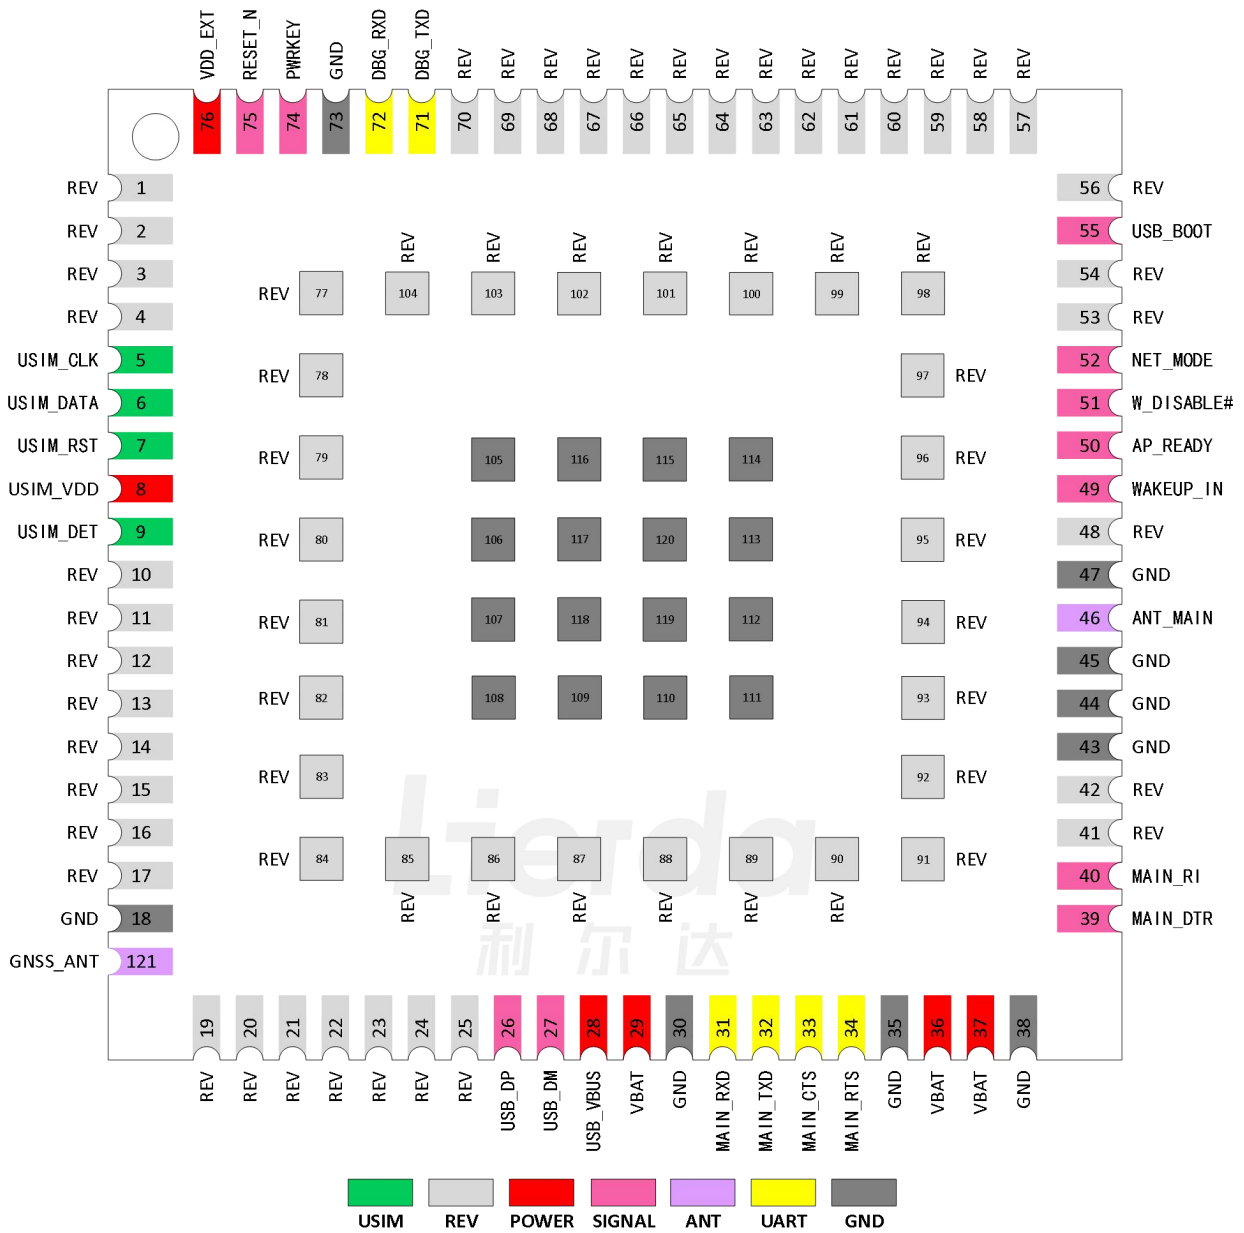 VDD_EXT RESET_N PWRKEY GND DBG_RXD DBG_TXD REV REV REV REV REV REV REV REV REV REV REV REV REV REV
76 75 74 73 72 71 70 69 68 67 66 65 64 63 62 61 60 59 58 57
REV 1
REV 2
REV 3
REV 4
USIM_CLK 5
USIM_DATA 6
USIM_RST 7
USIM_VDD 8
USIM_DET 9
REV 10
REV 11
REV 12
REV 13
REV 14
REV 15
REV 16
REV 17
GND 18
GNSS_ANT 121
REV REV REV REV REV REV REV
REV 77 104 103 102 101 100 99 98
REV 78 97 REV
REV 79 105 116 115 114 96 REV
REV 80 106 117 120 113 95 REV
REV 81 107 118 119 112 94 REV
REV 82 108 109 110 111 93 REV
REV 83 92 REV
REV 84 85 86 87 88 89 90 91 REV
REV REV REV REV REV REV
Lierda
利尔达
56 REV
55 USB_BOOT
54 REV
53 REV
52 NET_MODE
51 W_DISABLE#
50 AP_READY
49 WAKEUP_IN
48 REV
47 GND
46 ANT_MAIN
45 GND
44 GND
43 GND
42 REV
41 REV
40 MAIN_RI
39 MAIN_DTR
19 20 21 22 23 24 25 26 27 28 29 30 31 32 33 34 35 36 37 38
REV REV REV REV REV REV REV USB_DP USB_DM USB_VBUS VBAT GND MAIN_RXD MAIN_TXD MAIN_CTS MAIN_RTS GND VBAT VBAT GND
USIM REV POWER SIGNAL ANT UART GND